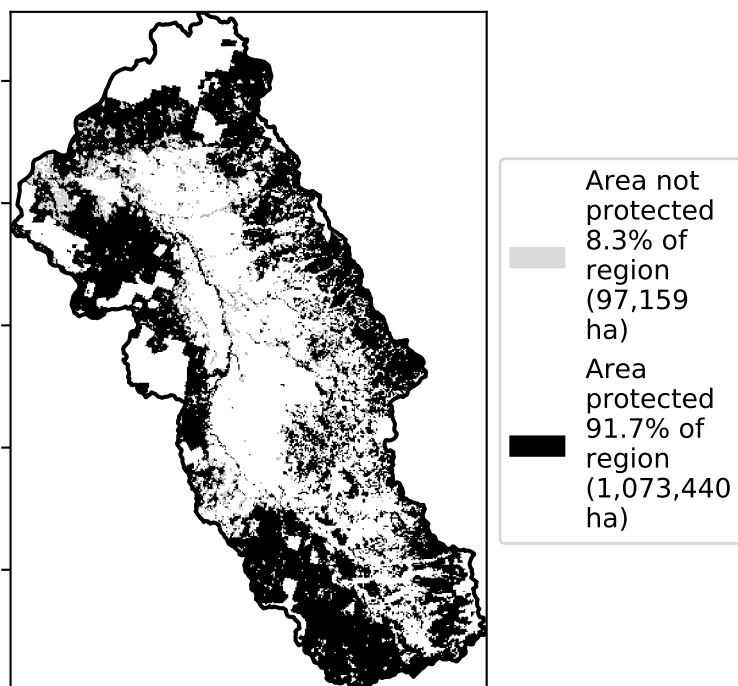 Area not
protected
8.3% of
region
(97,159
ha)
Area
protected
91.7% of
region
(1,073,440
ha)